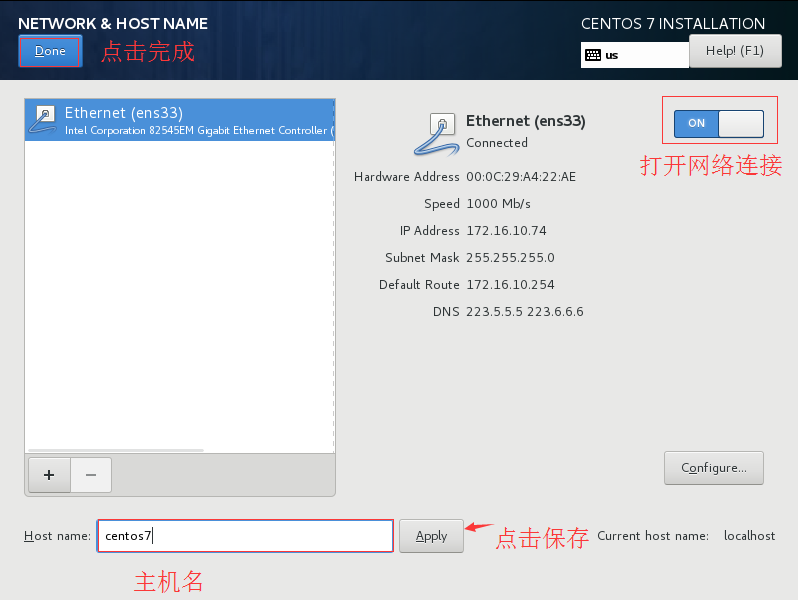 NETWORK & HOST NAME
CENTOS 7 INSTALLATION
Done
点击完成
us
Help! (F1)
Ethernet (ens33)
Intel Corporation 82545EM Gigabit Ethernet Controller (
Ethernet (ens33)
Connected
ON
打开网络连接
Hardware Address 00:0C:29:A4:22:AE
Speed 1000 Mb/s
IP Address 172.16.10.74
Subnet Mask 255.255.255.0
Default Route 172.16.10.254
DNS 223.5.5.5 223.6.6.6
+ −
Configure...
Host name: centos7 Apply 点击保存 Current host name: localhost
主机名